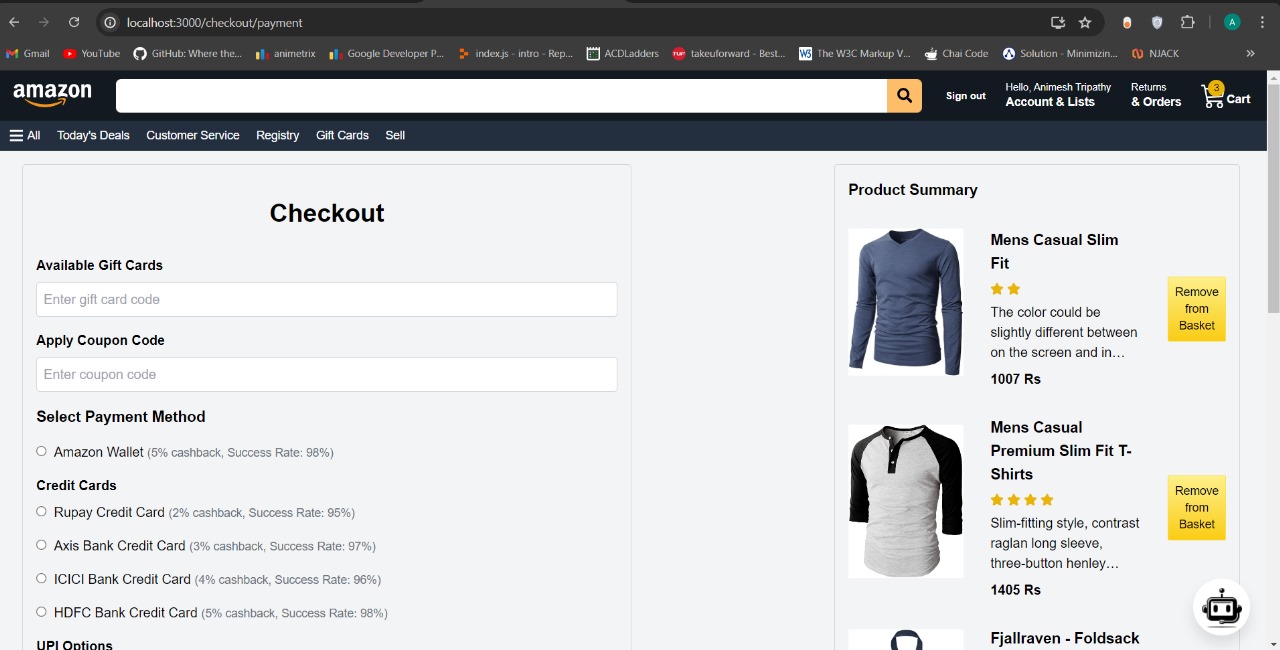 localhost:3000/checkout/payment
A
Gmail YouTube GitHub: Where the... animetrix Google Developer P... index.js - intro - Rep... ACDLadders takeuforward - Best... The W3C Markup V... Chai Code Solution - Minimizin... NJACK
amazon
Sign out
Hello, Animesh Tripathy
Account & Lists
Returns
& Orders
3
Cart
All Today's Deals Customer Service Registry Gift Cards Sell
Checkout
Available Gift Cards
Enter gift card code
Apply Coupon Code
Enter coupon code
Select Payment Method
Amazon Wallet (5% cashback, Success Rate: 98%)
Credit Cards
Rupay Credit Card (2% cashback, Success Rate: 95%)
Axis Bank Credit Card (3% cashback, Success Rate: 97%)
ICICI Bank Credit Card (4% cashback, Success Rate: 96%)
HDFC Bank Credit Card (5% cashback, Success Rate: 98%)
UPI Options
Product Summary
Mens Casual Slim
Fit
The color could be
slightly different between
on the screen and in...
1007 Rs
Remove
from
Basket
Mens Casual
Premium Slim Fit T-
Shirts
Slim-fitting style, contrast
raglan long sleeve,
three-button henley...
1405 Rs
Remove
from
Basket
Fjallraven - Foldsack